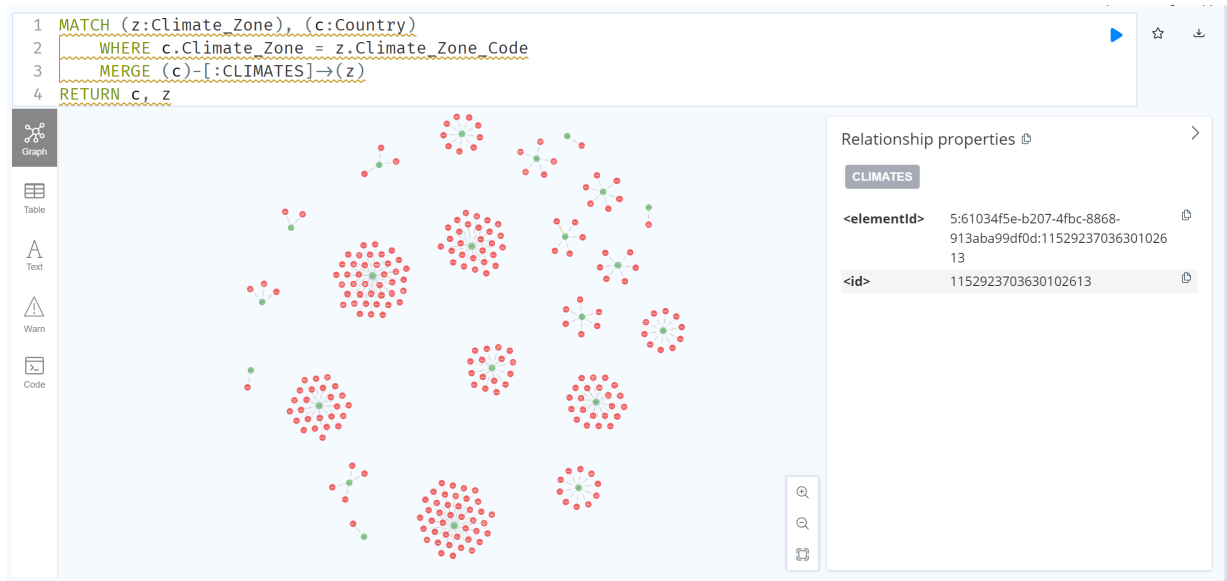 1 MATCH (z:Climate_Zone), (c:Country)
2 WHERE c.Climate_Zone = z.Climate_Zone_Code
3 MERGE (c)-[:CLIMATES]→(z)
4 RETURN c, z
Graph
Table
Text
Warn
Code
Relationship properties
CLIMATES
<elementId> 5:61034f5e-b207-4fbc-8868-
913aba99df0d:11529237036301026
13
<id> 1152923703630102613